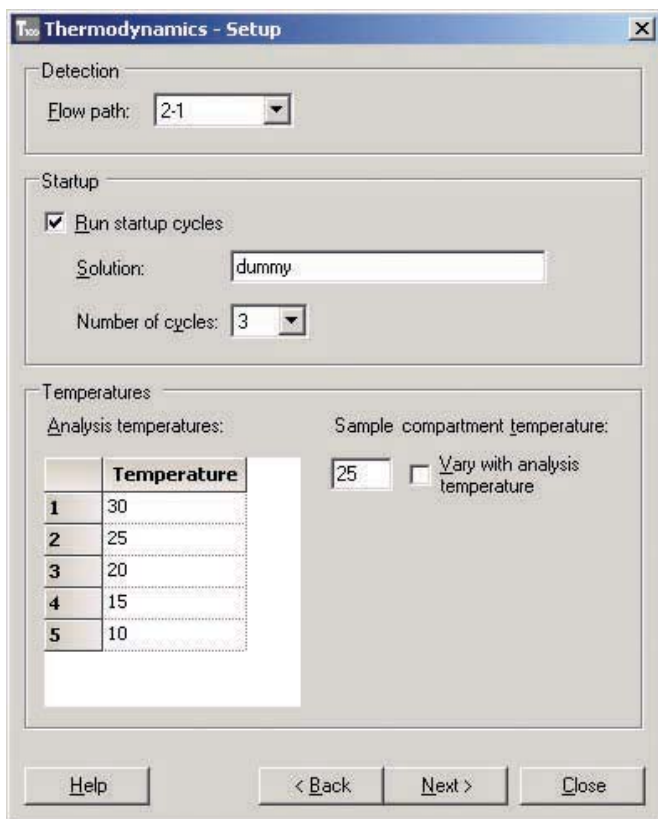 T100 Thermodynamics - Setup
Detection
Flow path: 2-1
Startup
Run startup cycles
Solution: dummy
Number of cycles: 3
Temperatures
Analysis temperatures: Sample compartment temperature:
25 Vary with analysis
temperature
Temperature
1 30
2 25
3 20
4 15
5 10
Help < Back Next > Close